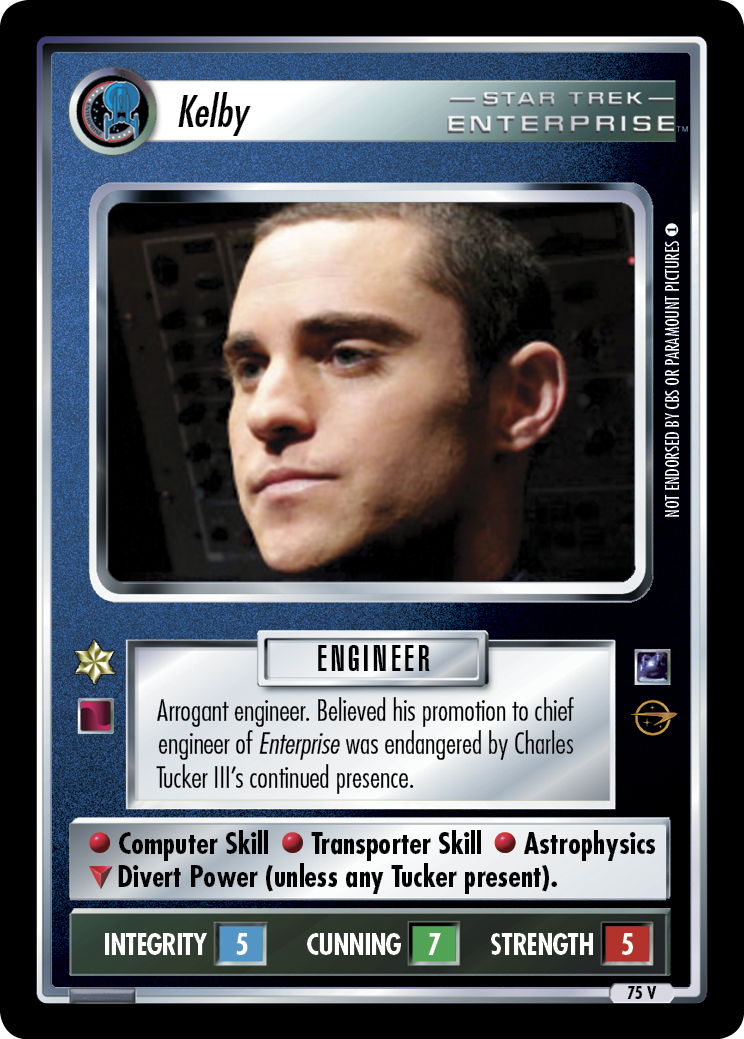 Kelby
STAR TREK
ENTERPRISE™
NOT ENDORSED BY CBS OR PARAMOUNT PICTURES 1
ENGINEER
Arrogant engineer. Believed his promotion to chief
engineer of Enterprise was endangered by Charles
Tucker III's continued presence.
Computer Skill Transporter Skill Astrophysics
Divert Power (unless any Tucker present).
INTEGRITY 5 CUNNING 7 STRENGTH 5
75 V